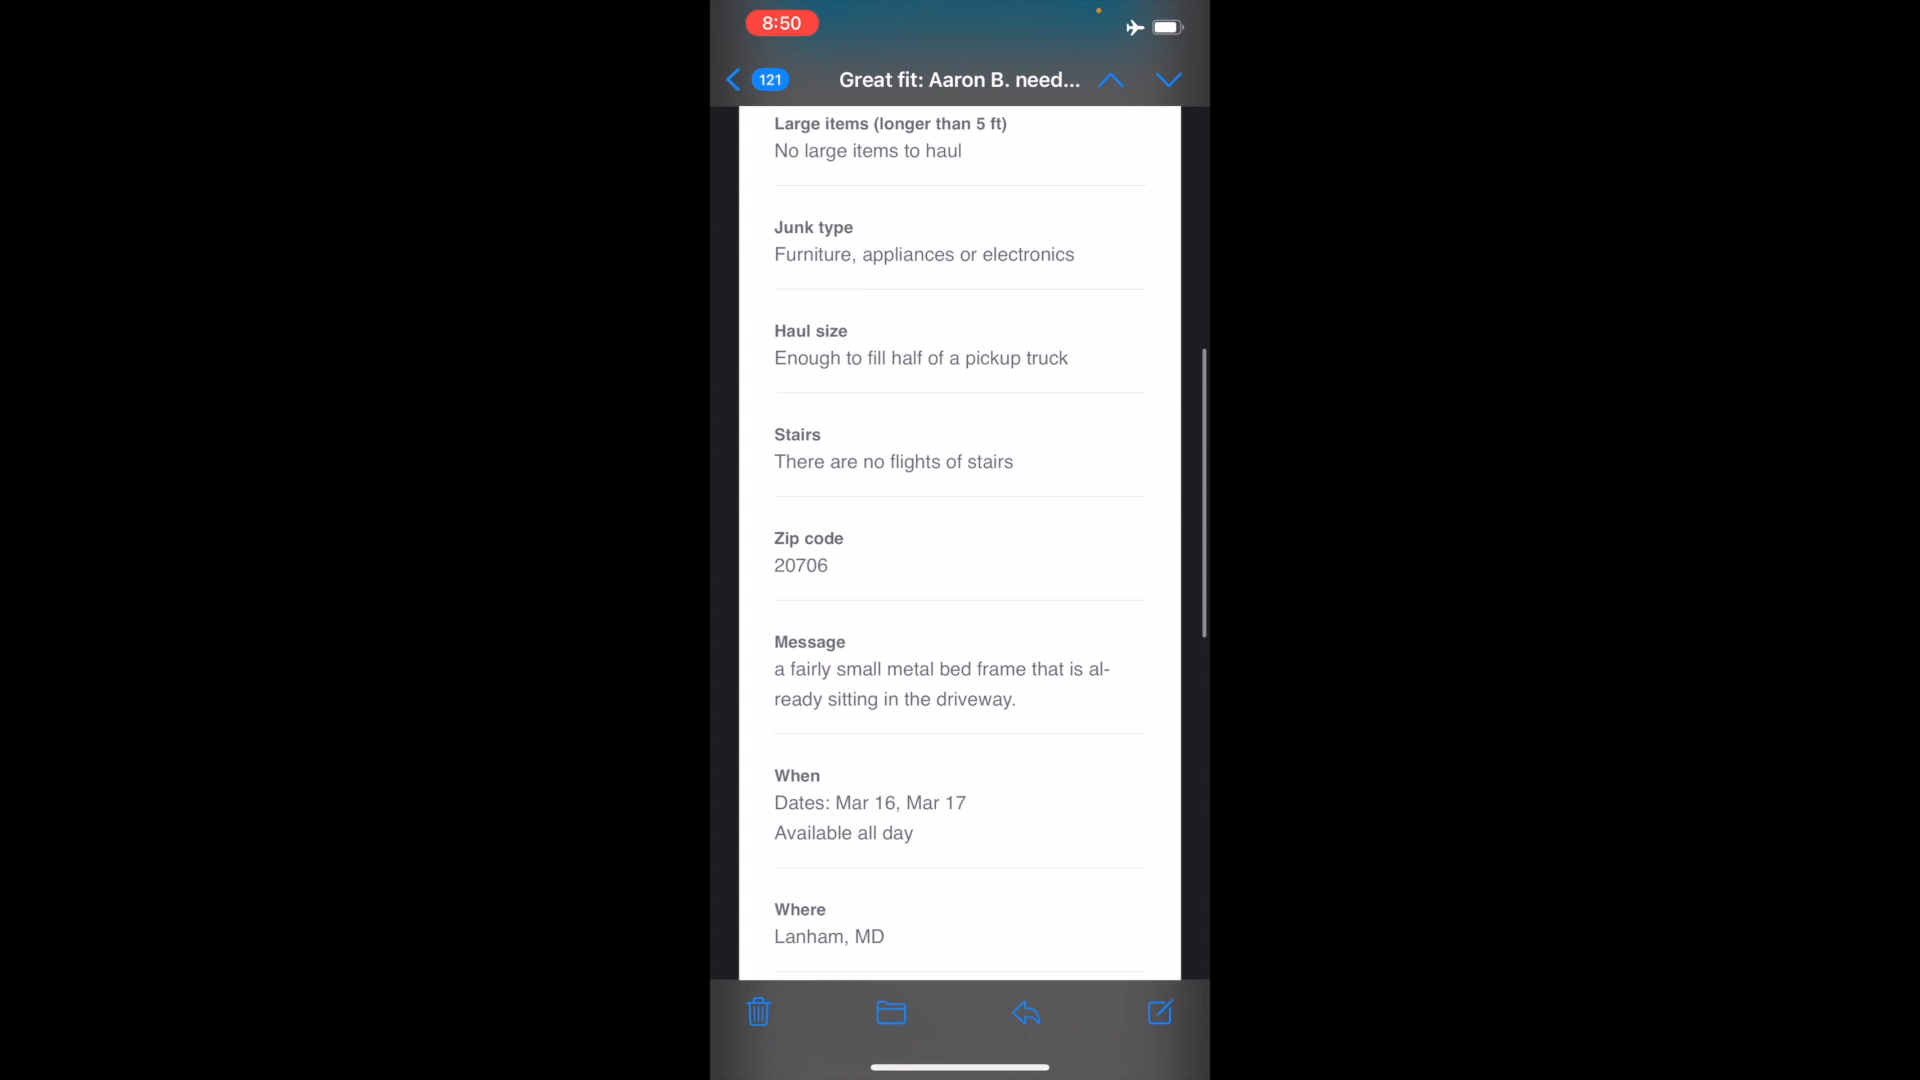 8:50
121
Great fit: Aaron B. need...
Large items (longer than 5 ft)
No large items to haul
Junk type
Furniture, appliances or electronics
Haul size
Enough to fill half of a pickup truck
Stairs
There are no flights of stairs
Zip code
20706
Message
a fairly small metal bed frame that is al-
ready sitting in the driveway.
When
Dates: Mar 16, Mar 17
Available all day
Where
Lanham, MD